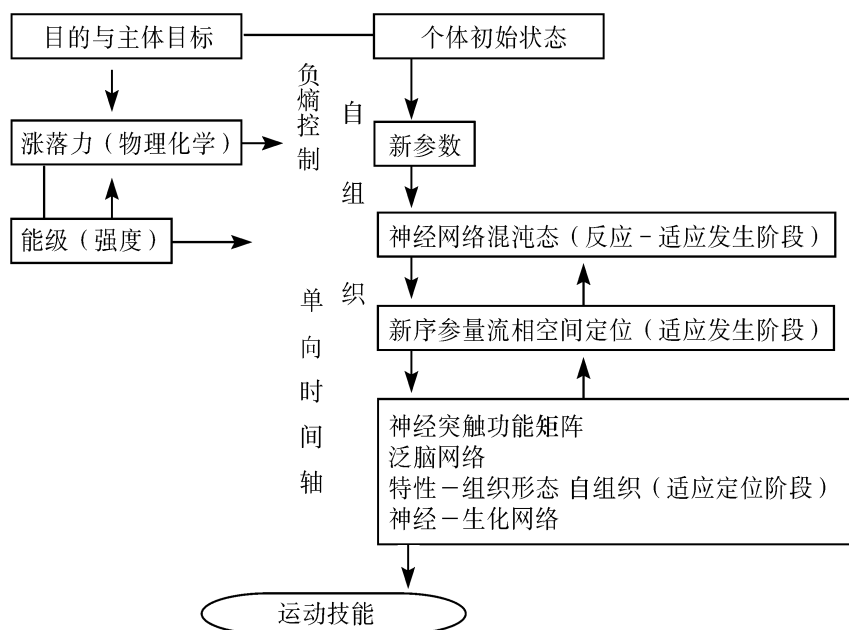 目的与主体目标
个体初始状态
负熵控制
自组织
涨落力（物理化学）
新参数
能级（强度）
神经网络混沌态（反应－适应发生阶段）
单向时间轴
新序参量流相空间定位（适应发生阶段）
神经突触功能矩阵
泛脑网络
特性－组织形态 自组织（适应定位阶段）
神经－生化网络
运动技能